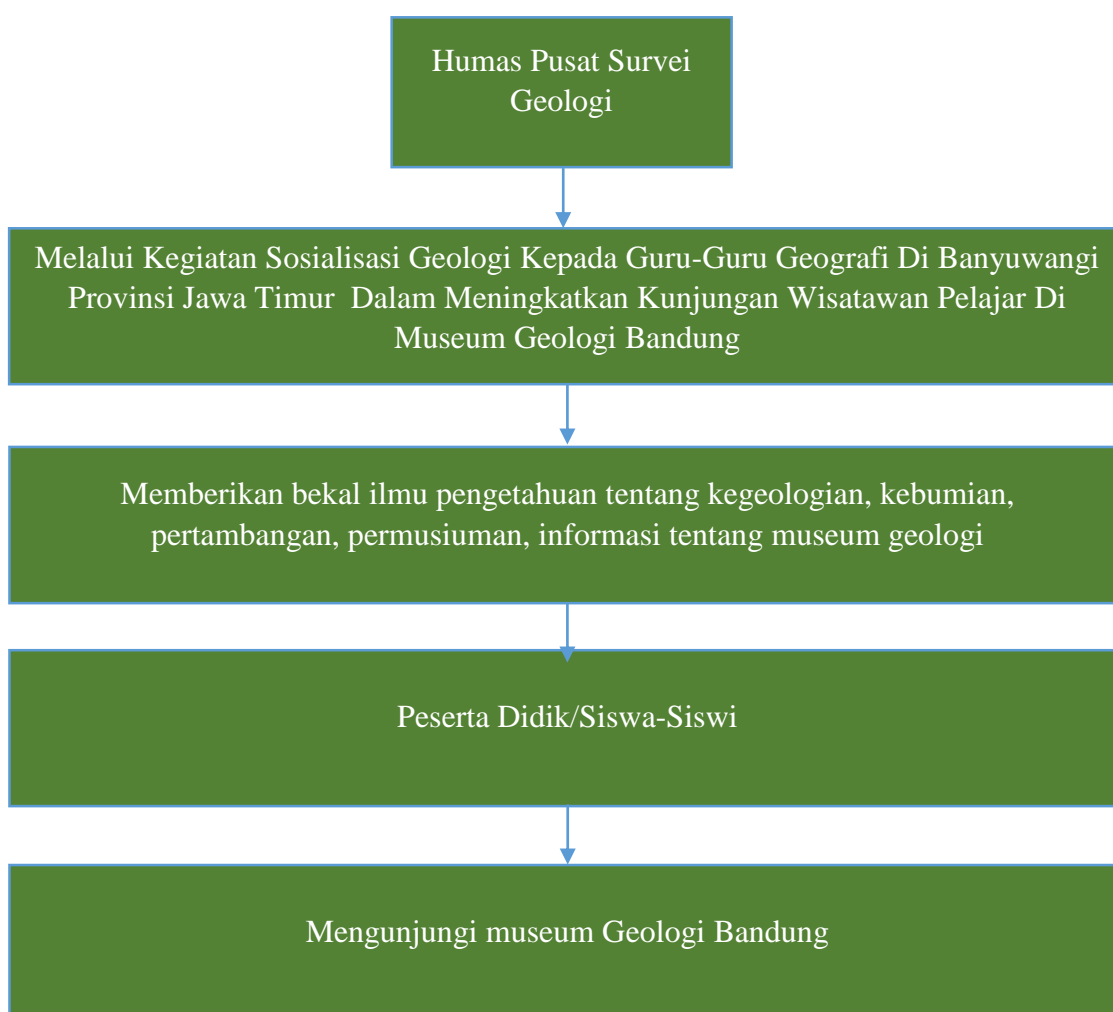 Humas Pusat Survei
Geologi
Melalui Kegiatan Sosialisasi Geologi Kepada Guru-Guru Geografi Di Banyuwangi
Provinsi Jawa Timur  Dalam Meningkatkan Kunjungan Wisatawan Pelajar Di
Museum Geologi Bandung
Memberikan bekal ilmu pengetahuan tentang kegeologian, kebumian,
pertambangan, permusiuman, informasi tentang museum geologi
Peserta Didik/Siswa-Siswi
Mengunjungi museum Geologi Bandung